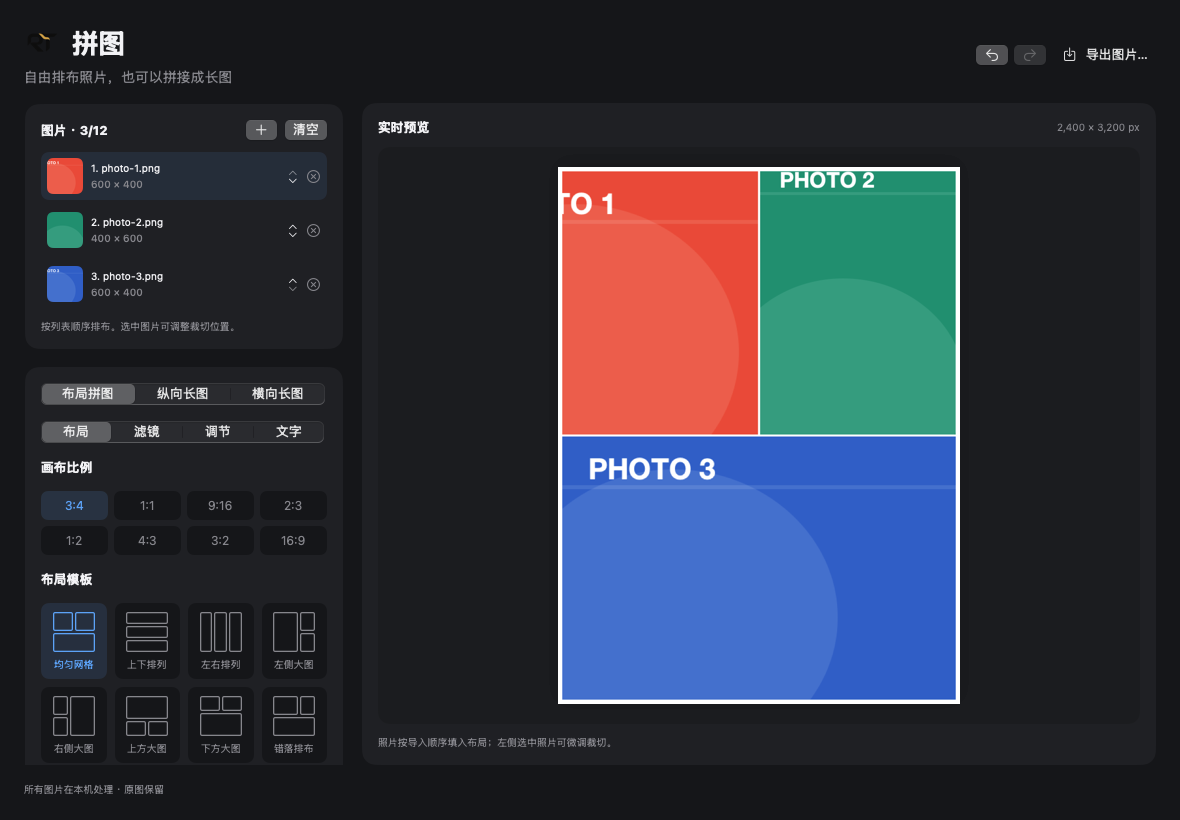 拼图
自由排布照片，也可以拼接成长图
导出图片...
图片 · 3/12
清空
1. photo-1.png
600 × 400
2. photo-2.png
400 × 600
3. photo-3.png
600 × 400
按列表顺序排布。选中图片可调整裁切位置。
布局拼图 纵向长图 横向长图
布局 滤镜 调节 文字
画布比例
3:4 1:1 9:16 2:3
1:2 4:3 3:2 16:9
布局模板
均匀网格 上下排列 左右排列 左侧大图
右侧大图 上方大图 下方大图 错落排布
实时预览
2,400 × 3,200 px
TO 1
PHOTO 2
PHOTO 3
照片按导入顺序填入布局；左侧选中照片可微调裁切。
所有图片在本机处理 · 原图保留